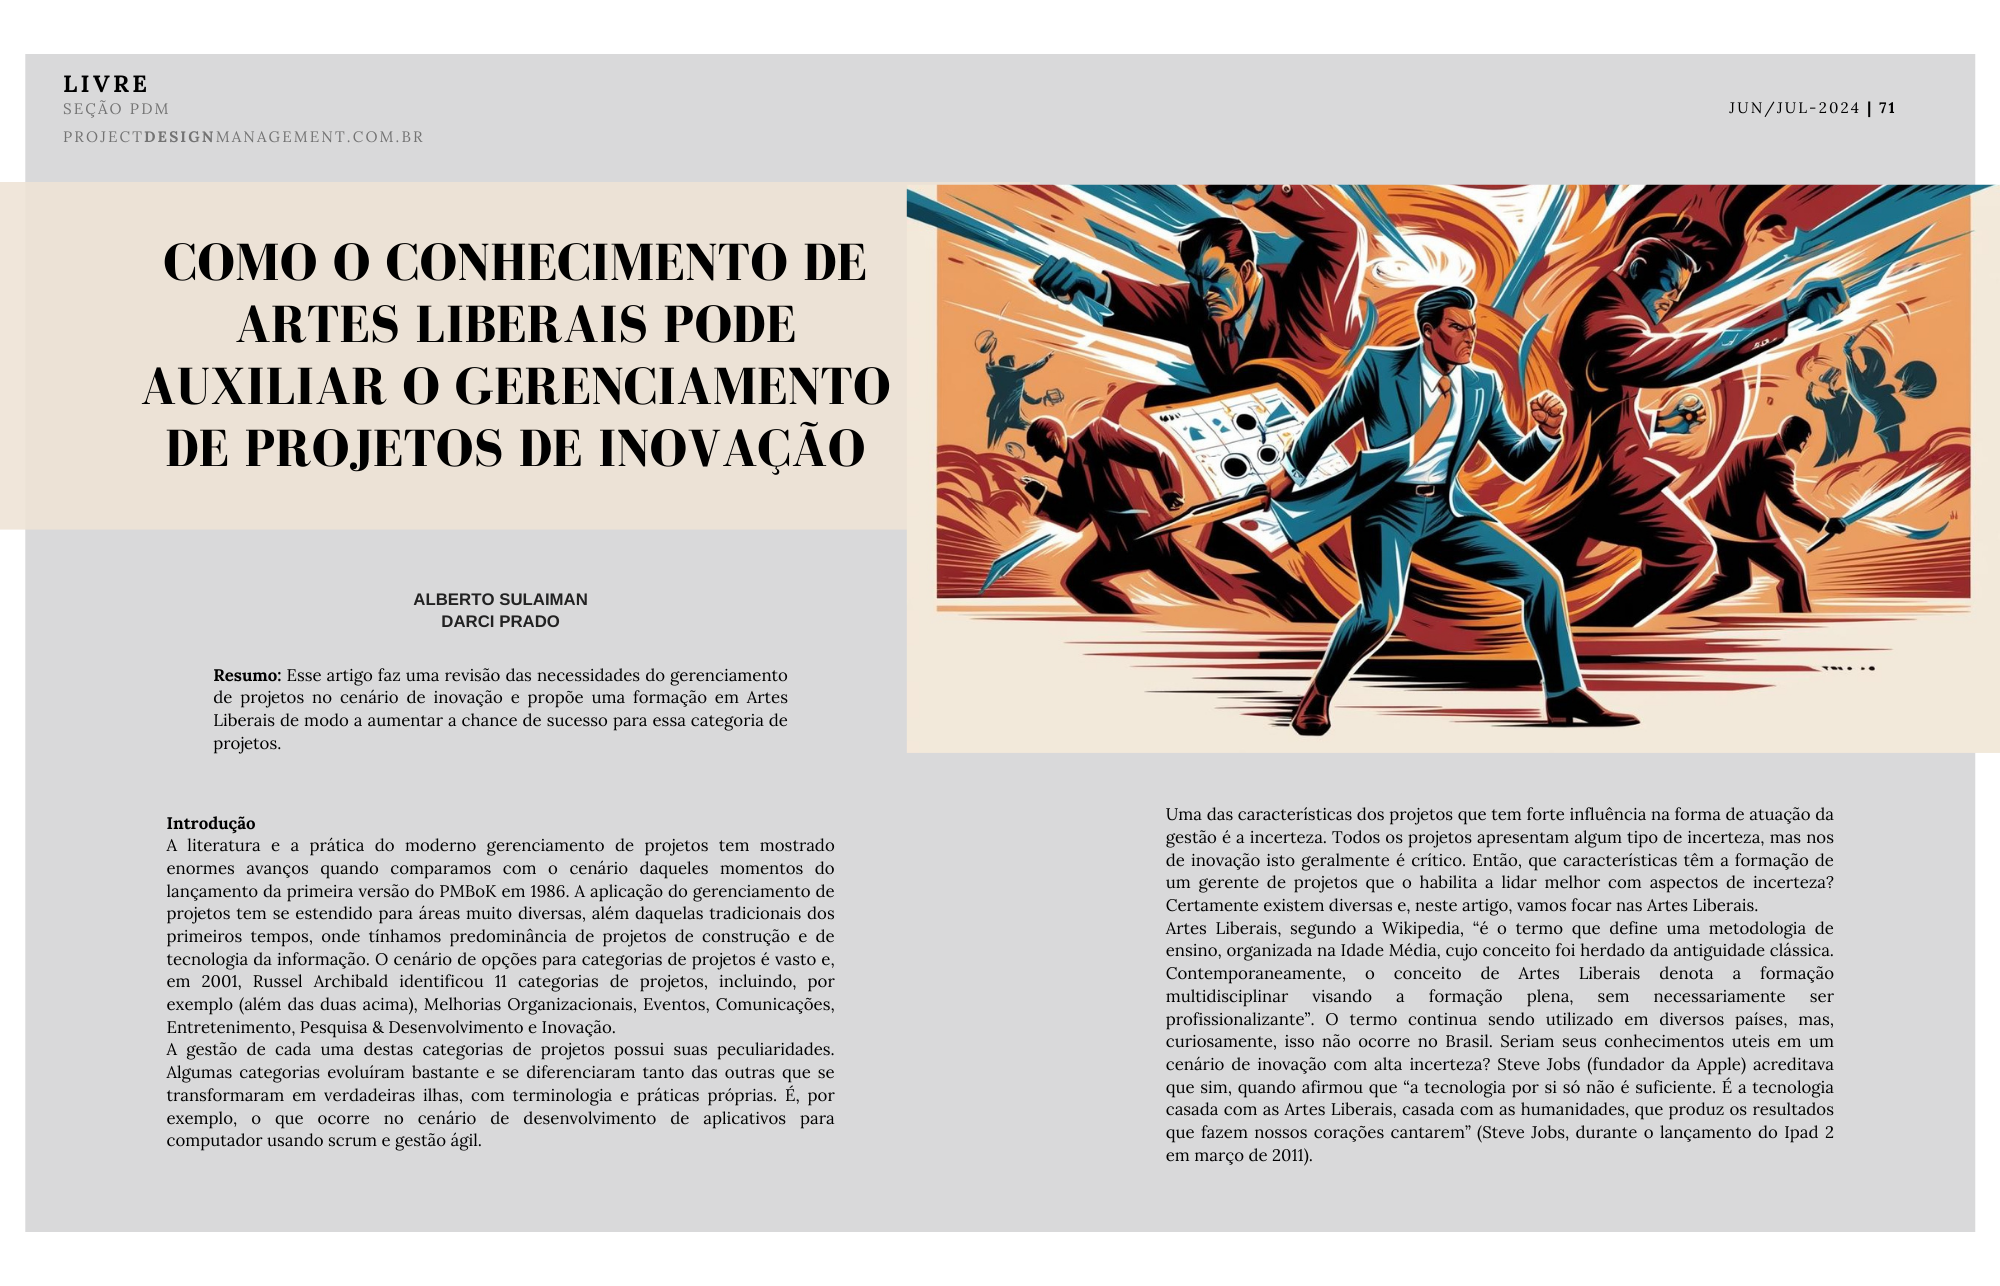 LIVRE
SEÇÃO PDM
PROJECTDESIGNMANAGEMENT.COM.BR
JUN/JUL-2024 | 71
COMO O CONHECIMENTO DE
ARTES LIBERAIS PODE
AUXILIAR O GERENCIAMENTO
DE PROJETOS DE INOVAÇÃO
ALBERTO SULAIMAN
DARCI PRADO
Resumo: Esse artigo faz uma revisão das necessidades do gerenciamento
de projetos no cenário de inovação e propõe uma formação em Artes
Liberais de modo a aumentar a chance de sucesso para essa categoria de
projetos.
Introdução
A literatura e a prática do moderno gerenciamento de projetos tem mostrado
enormes avanços quando comparamos com o cenário daqueles momentos do
lançamento da primeira versão do PMBoK em 1986. A aplicação do gerenciamento de
projetos tem se estendido para áreas muito diversas, além daquelas tradicionais dos
primeiros tempos, onde tínhamos predominância de projetos de construção e de
tecnologia da informação. O cenário de opções para categorias de projetos é vasto e,
em 2001, Russel Archibald identificou 11 categorias de projetos, incluindo, por
exemplo (além das duas acima), Melhorias Organizacionais, Eventos, Comunicações,
Entretenimento, Pesquisa & Desenvolvimento e Inovação.
A gestão de cada uma destas categorias de projetos possui suas peculiaridades.
Algumas categorias evoluíram bastante e se diferenciaram tanto das outras que se
transformaram em verdadeiras ilhas, com terminologia e práticas próprias. É, por
exemplo, o que ocorre no cenário de desenvolvimento de aplicativos para
computador usando scrum e gestão ágil.
Uma das características dos projetos que tem forte influência na forma de atuação da
gestão é a incerteza. Todos os projetos apresentam algum tipo de incerteza, mas nos
de inovação isto geralmente é crítico. Então, que características têm a formação de
um gerente de projetos que o habilita a lidar melhor com aspectos de incerteza?
Certamente existem diversas e, neste artigo, vamos focar nas Artes Liberais.
Artes Liberais, segundo a Wikipedia, “é o termo que define uma metodologia de
ensino, organizada na Idade Média, cujo conceito foi herdado da antiguidade clássica.
Contemporaneamente, o conceito de Artes Liberais denota a formação
multidisciplinar visando a formação plena, sem necessariamente ser
profissionalizante”. O termo continua sendo utilizado em diversos países, mas,
curiosamente, isso não ocorre no Brasil. Seriam seus conhecimentos uteis em um
cenário de inovação com alta incerteza? Steve Jobs (fundador da Apple) acreditava
que sim, quando afirmou que “a tecnologia por si só não é suficiente. É a tecnologia
casada com as Artes Liberais, casada com as humanidades, que produz os resultados
que fazem nossos corações cantarem” (Steve Jobs, durante o lançamento do Ipad 2
em março de 2011).